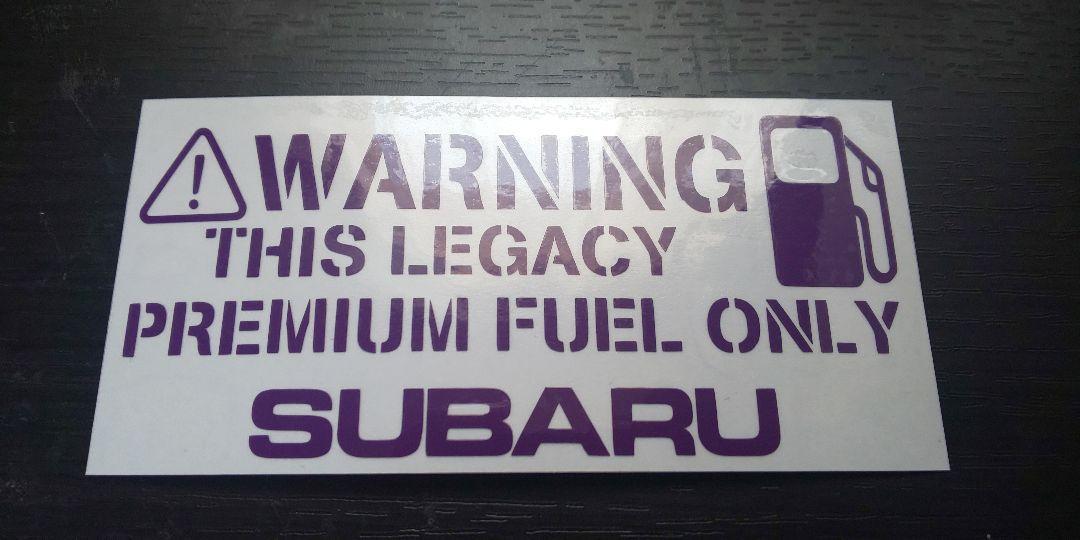 WARNING
THIS LEGACY
PREMIUM FUEL ONLY
SUBARU